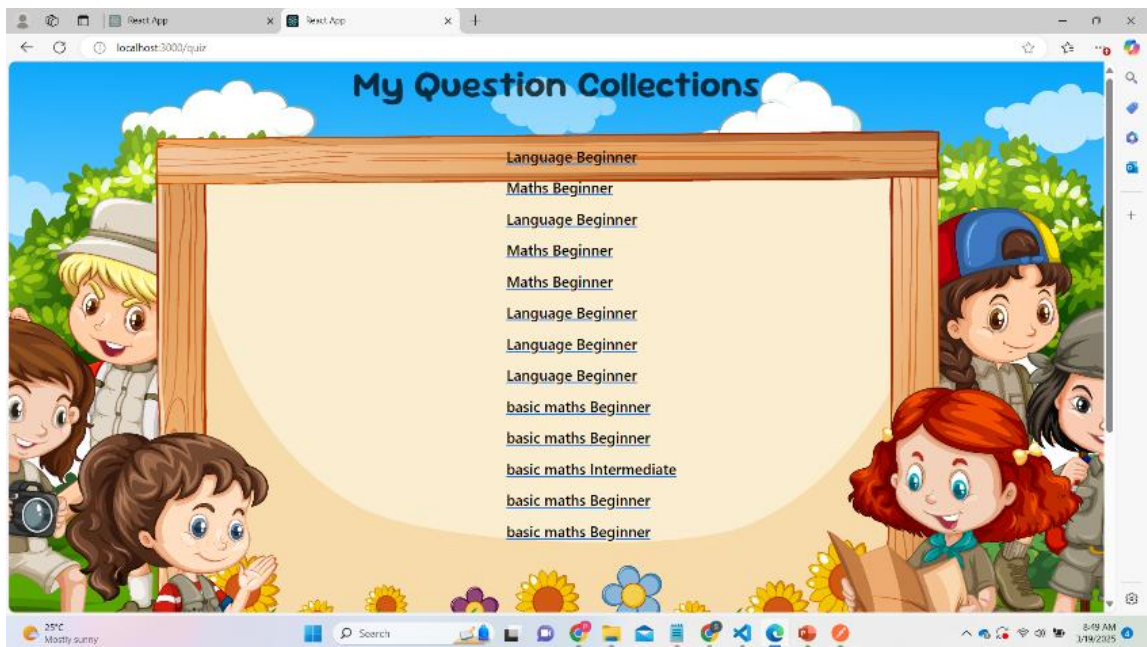 React App
React App
localhost:3000/quiz
My Question Collections
Language Beginner
Maths Beginner
Language Beginner
Maths Beginner
Maths Beginner
Language Beginner
Language Beginner
Language Beginner
basic maths Beginner
basic maths Beginner
basic maths Intermediate
basic maths Beginner
basic maths Beginner
25°C
Mostly sunny
Search
8:49 AM
3/19/2025